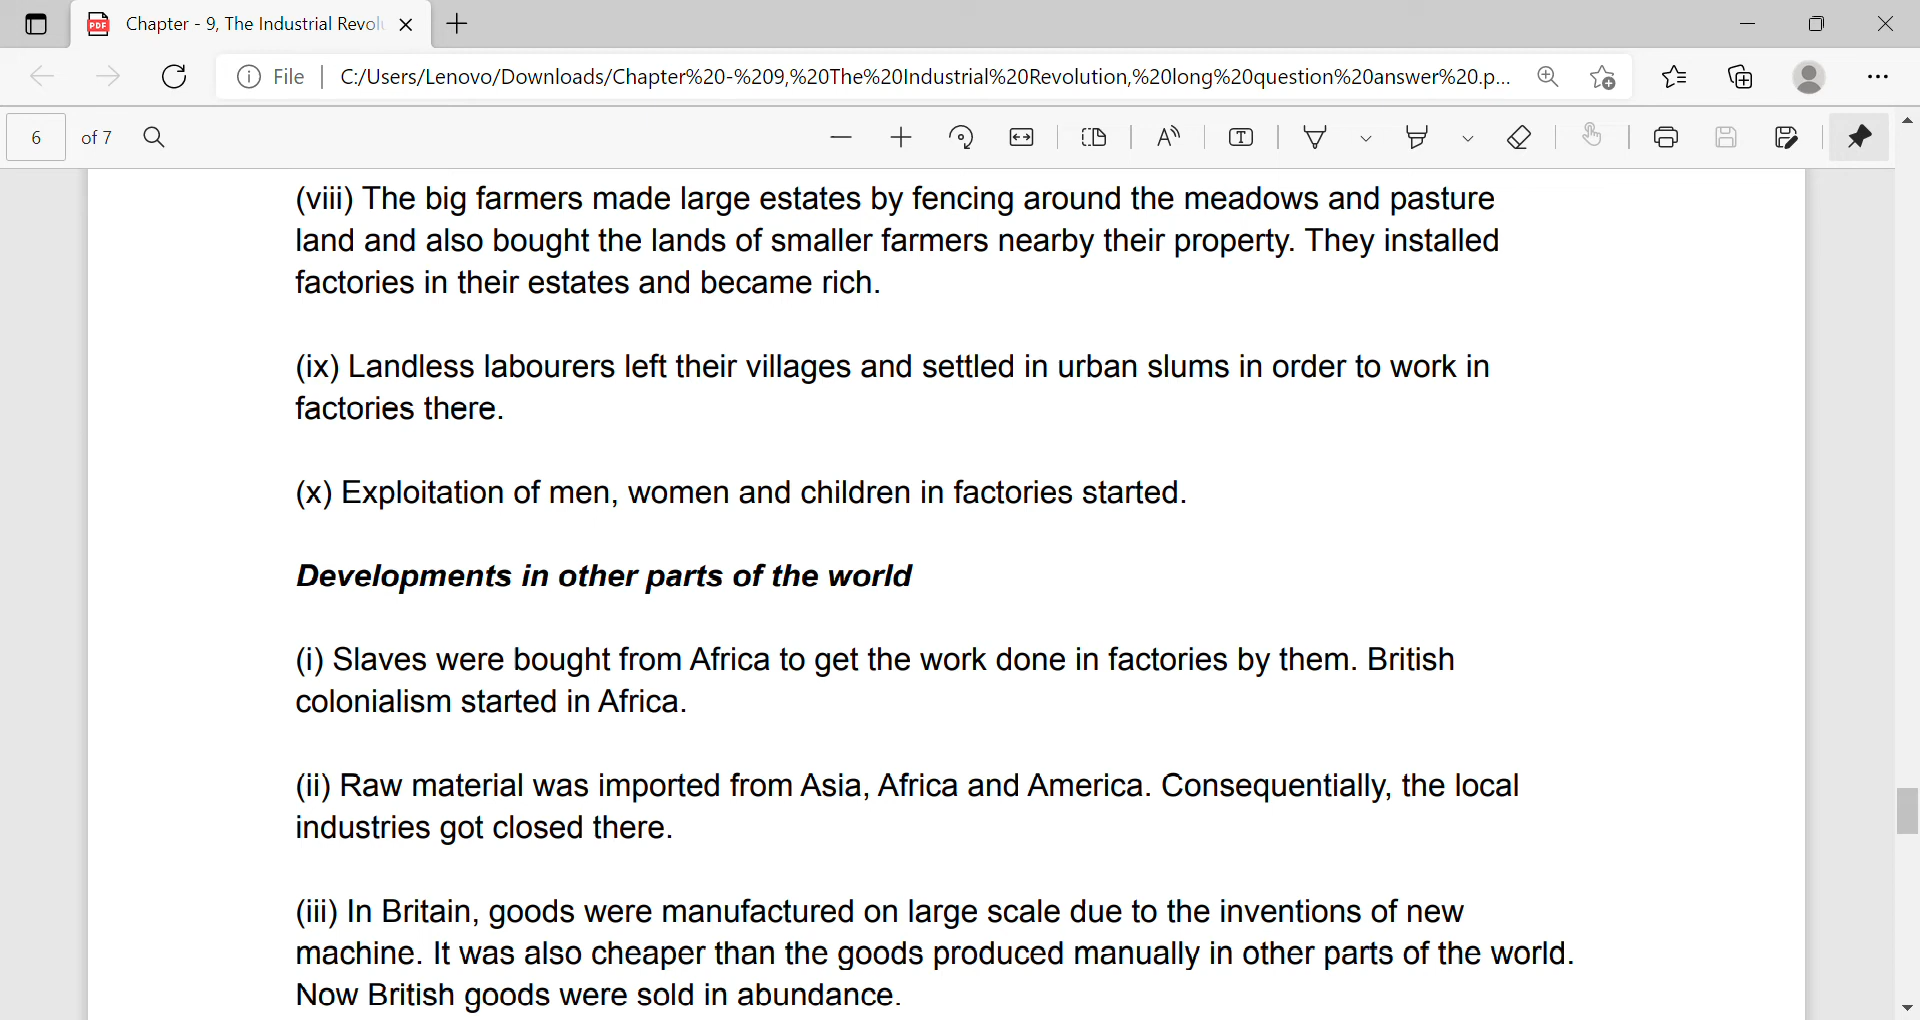 Chapter - 9, The Industrial Revol
File
C:/Users/Lenovo/Downloads/Chapter%20-%209,%20The%20Industrial%20Revolution,%20long%20question%20answer%20.p...
6 of 7
(viii) The big farmers made large estates by fencing around the meadows and pasture
land and also bought the lands of smaller farmers nearby their property. They installed
factories in their estates and became rich.
(ix) Landless labourers left their villages and settled in urban slums in order to work in
factories there.
(x) Exploitation of men, women and children in factories started.
Developments in other parts of the world
(i) Slaves were bought from Africa to get the work done in factories by them. British
colonialism started in Africa.
(ii) Raw material was imported from Asia, Africa and America. Consequentially, the local
industries got closed there.
(iii) In Britain, goods were manufactured on large scale due to the inventions of new
machine. It was also cheaper than the goods produced manually in other parts of the world.
Now British goods were sold in abundance.